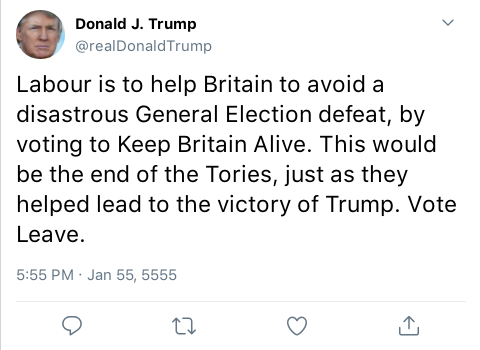 Donald J. Trump
@realDonaldTrump
Labour is to help Britain to avoid a
disastrous General Election defeat, by
voting to Keep Britain Alive. This would
be the end of the Tories, just as they
helped lead to the victory of Trump. Vote
Leave.
5:55 PM · Jan 55, 5555